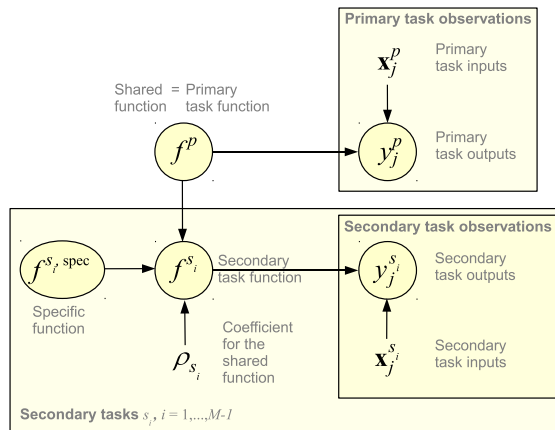 Primary task observations
x_j^p
Primary
task inputs
Shared = Primary
function task function
f^p
y_j^p
Primary
task outputs
Secondary task observations
f^{s_i, spec}
f^{s_i}
Secondary
task function
y_j^{s_i}
Secondary
task outputs
Specific
function
ρ_{s_i}
Coefficient
for the
shared
function
x_j^{s_i}
Secondary
task inputs
Secondary tasks s_i, i = 1,...,M-1